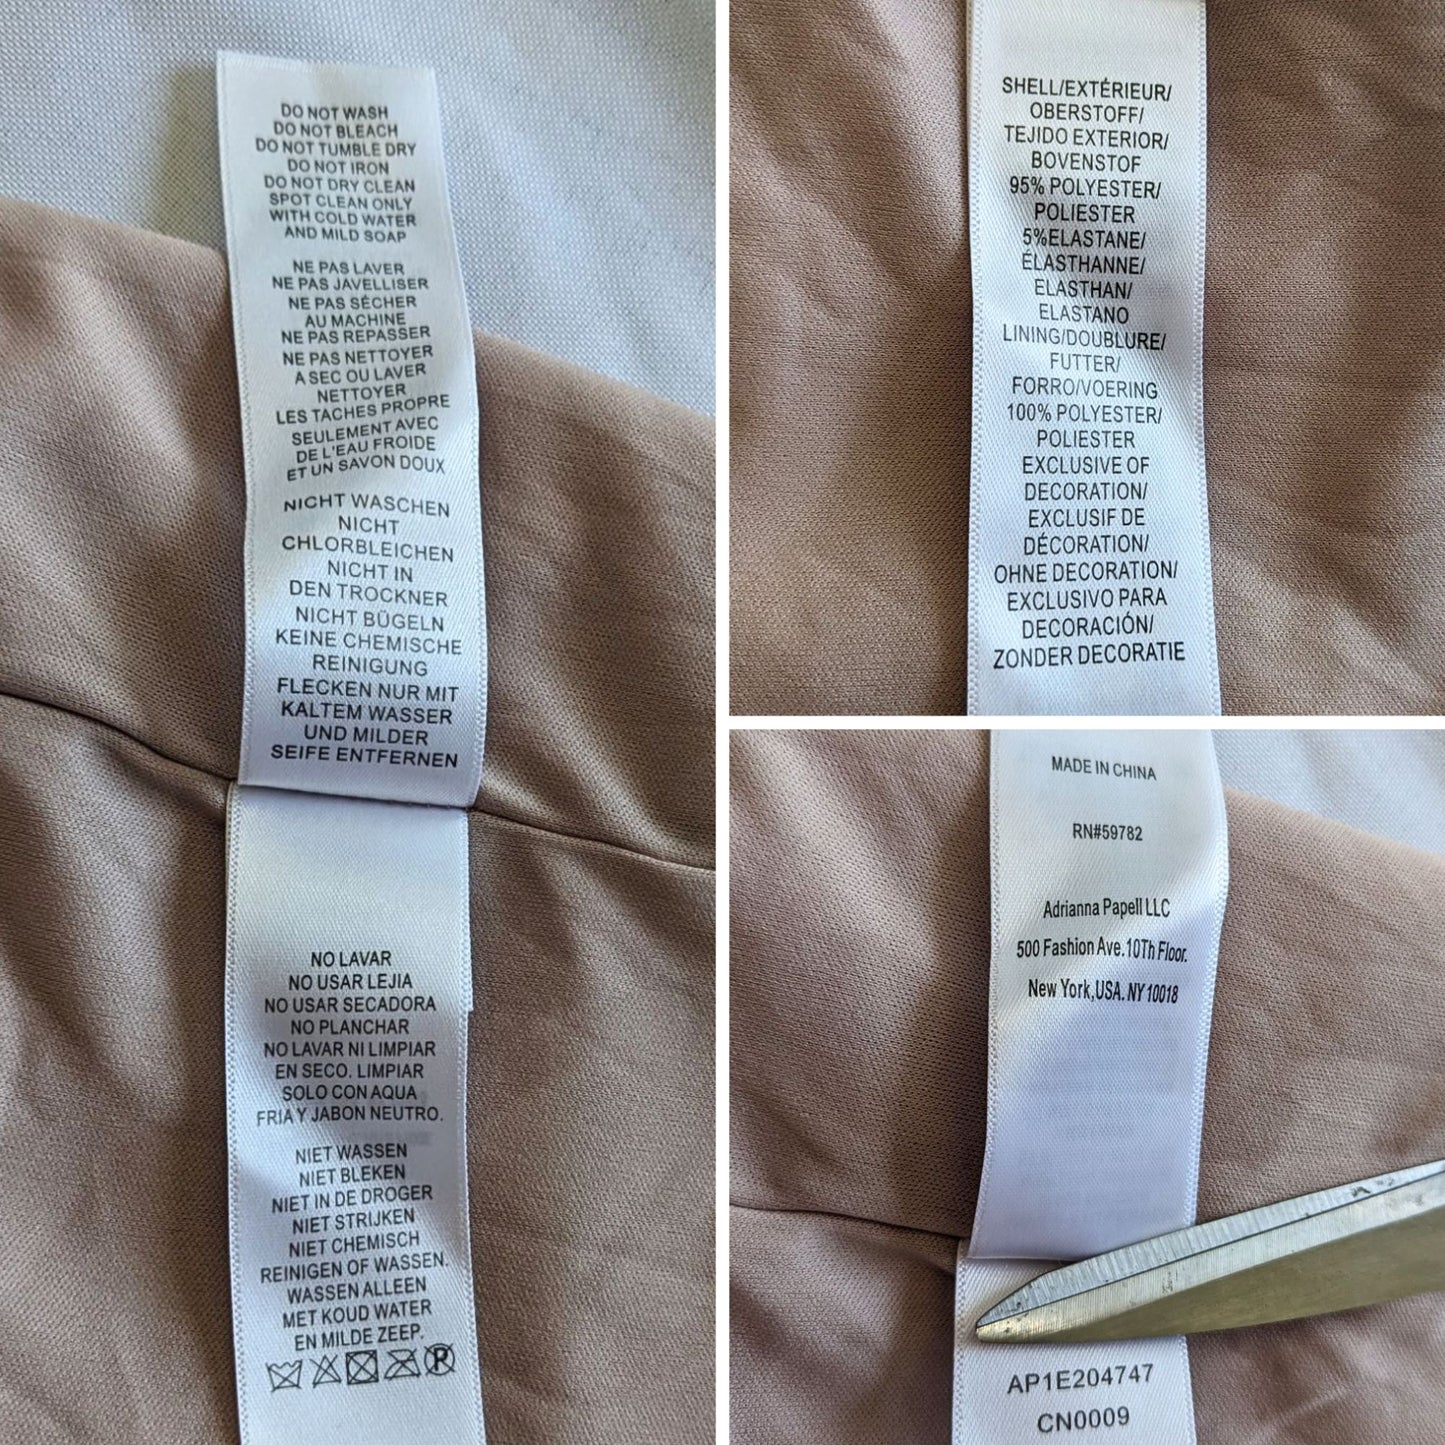 DO NOT WASH
DO NOT BLEACH
DO NOT TUMBLE DRY
DO NOT IRON
DO NOT DRY CLEAN
SPOT CLEAN ONLY
WITH COLD WATER
AND MILD SOAP
NE PAS LAVER
NE PAS JAVELLISER
NE PAS SÉCHER
AU MACHINE
NE PAS REPASSER
NE PAS NETTOYER
A SEC OU LAVER
NETTOYER
LES TACHES PROPRE
SEULEMENT AVEC
DE L'EAU FROIDE
ET UN SAVON DOUX
NICHT WASCHEN
NICHT
CHLORBLEICHEN
NICHT IN
DEN TROCKNER
NICHT BÜGELN
KEINE CHEMISCHE
REINIGUNG
FLECKEN NUR MIT
KALTEM WASSER
UND MILDER
SEIFE ENTFERNEN
NO LAVAR
NO USAR LEJIA
NO USAR SECADORA
NO PLANCHAR
NO LAVAR NI LIMPIAR
EN SECO. LIMPIAR
SOLO CON AQUA
FRIA Y JABON NEUTRO.
NIET WASSEN
NIET BLEKEN
NIET IN DE DROGER
NIET STRIJKEN
NIET CHEMISCH
REINIGEN OF WASSEN.
WASSEN ALLEEN
MET KOUD WATER
EN MILDE ZEEP.
P
SHELL/EXTÉRIEUR/
OBERSTOFF/
TEJIDO EXTERIOR/
BOVENSTOF
95% POLYESTER/
POLIESTER
5%ELASTANE/
ÉLASTHANNE/
ELASTHAN/
ELASTANO
LINING/DOUBLURE/
FUTTER/
FORRO/VOERING
100% POLYESTER/
POLIESTER
EXCLUSIVE OF
DECORATION/
EXCLUSIF DE
DÉCORATION/
OHNE DECORATION/
EXCLUSIVO PARA
DECORACIÓN/
ZONDER DECORATIE
MADE IN CHINA
RN#59782
Adrianna Papell LLC
500 Fashion Ave.10Th Floor.
New York,USA. NY 10018
AP1E204747
CN0009